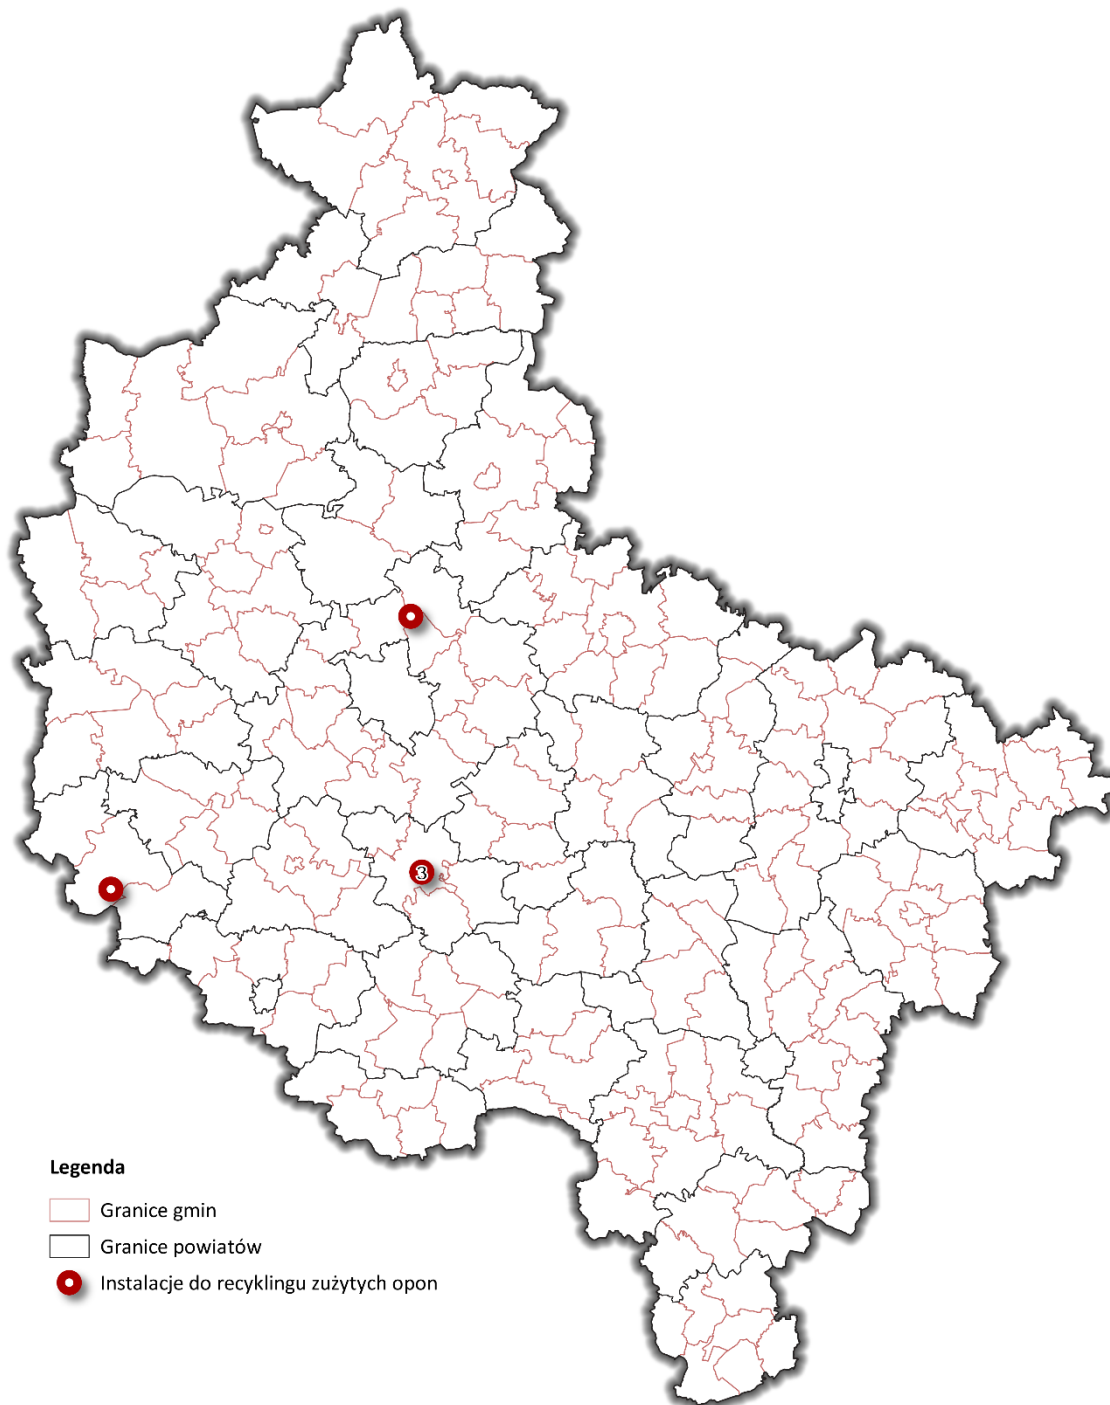 3
Legenda
Granice gmin
Granice powiatów
Instalacje do recyklingu zużytych opon